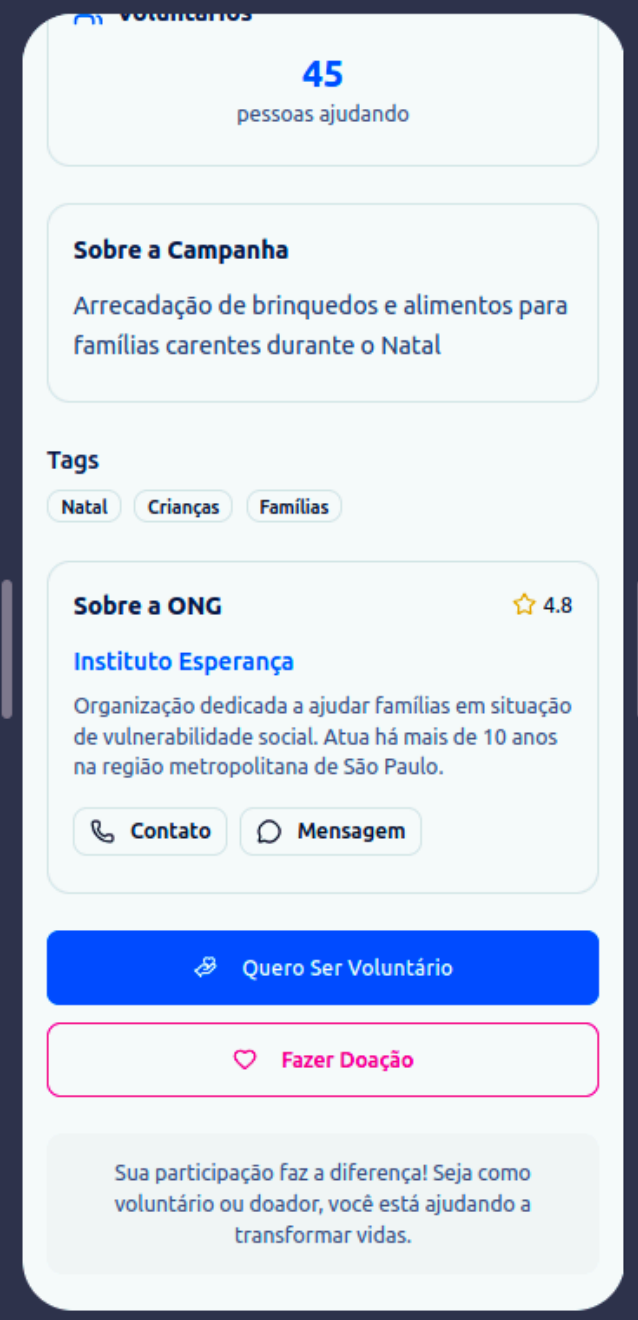 Voluntários
45
pessoas ajudando
Sobre a Campanha
Arrecadação de brinquedos e alimentos para
famílias carentes durante o Natal
Tags
Natal Crianças Famílias
Sobre a ONG 4.8
Instituto Esperança
Organização dedicada a ajudar famílias em situação
de vulnerabilidade social. Atua há mais de 10 anos
na região metropolitana de São Paulo.
Contato Mensagem
Quero Ser Voluntário
Fazer Doação
Sua participação faz a diferença! Seja como
voluntário ou doador, você está ajudando a
transformar vidas.